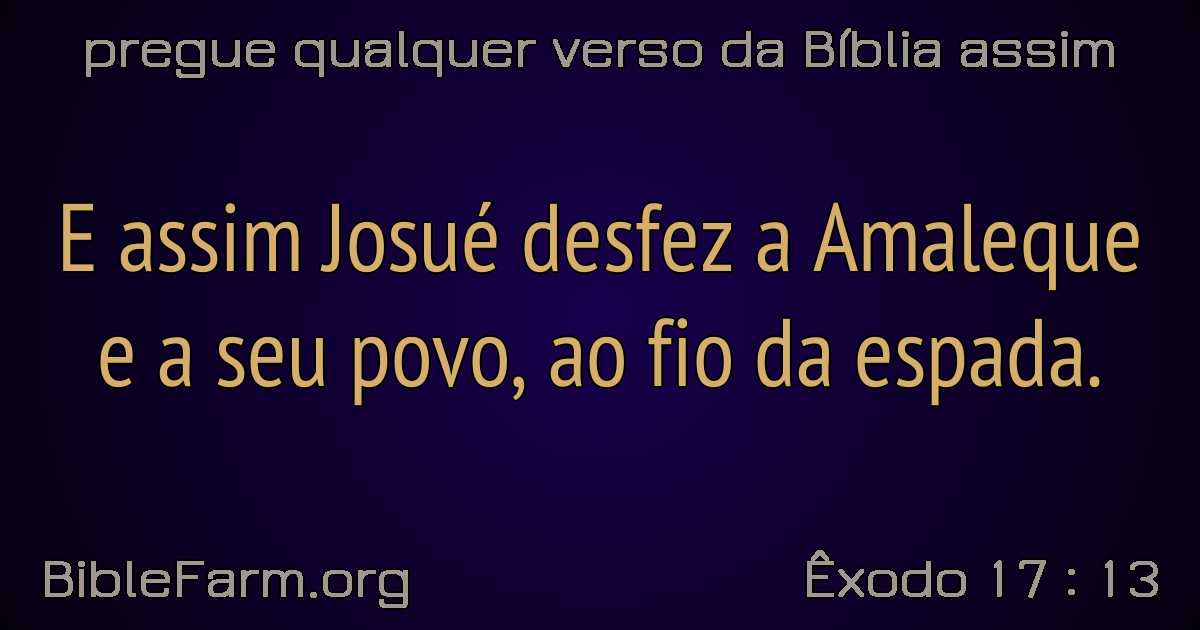 pregue qualquer verso da Bíblia assim
E assim Josué desfez a Amaleque
e a seu povo, ao fio da espada.
BibleFarm.org
Êxodo 17 : 13